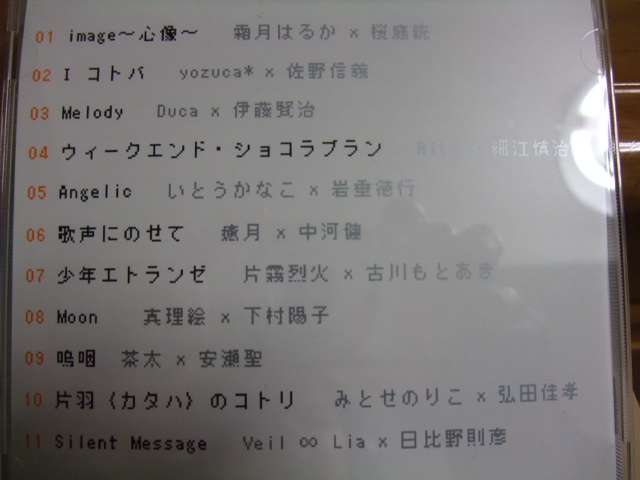 01 image～心像～ 霜月はるか × 桜庭統
02 I コトバ yozuca* × 佐野信義
03 Melody Duca × 伊藤賢治
04 ウィークエンド・ショコラブラン × 細江慎治
05 Angelic いとうかなこ × 岩垂徳行
06 歌声にのせて 癒月 × 中河健
07 少年エトランゼ 片霧烈火 × 古川もとあき
08 Moon 真理絵 × 下村陽子
09 嗚咽 茶太 × 安瀬聖
10 片羽〈カタハ〉のコトリ みとせのりこ × 弘田佳孝
11 Silent Message Veil ∞ Lia × 日比野則彦